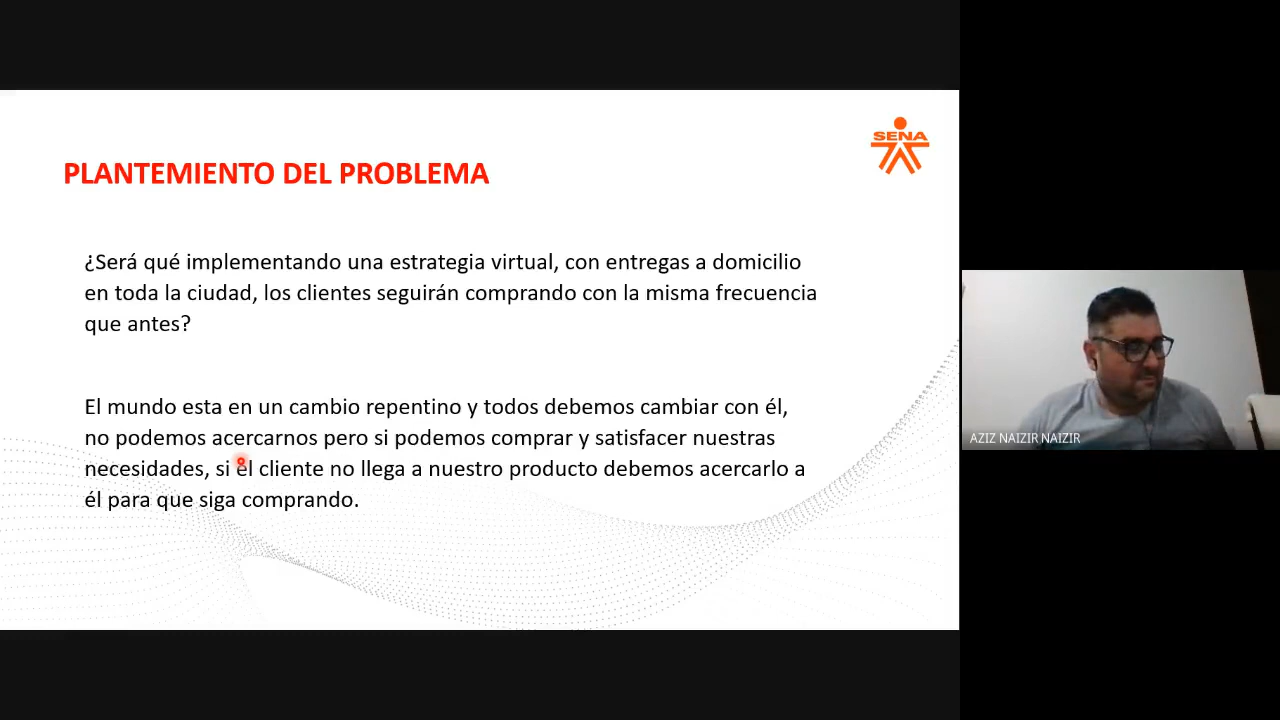 SENA
PLANTEMIENTO DEL PROBLEMA
¿Será qué implementando una estrategia virtual, con entregas a domicilio
en toda la ciudad, los clientes seguirán comprando con la misma frecuencia
que antes?
El mundo esta en un cambio repentino y todos debemos cambiar con él,
no podemos acercarnos pero si podemos comprar y satisfacer nuestras
necesidades, si el cliente no llega a nuestro producto debemos acercarlo a
él para que siga comprando.
AZIZ NAIZIR NAIZIR